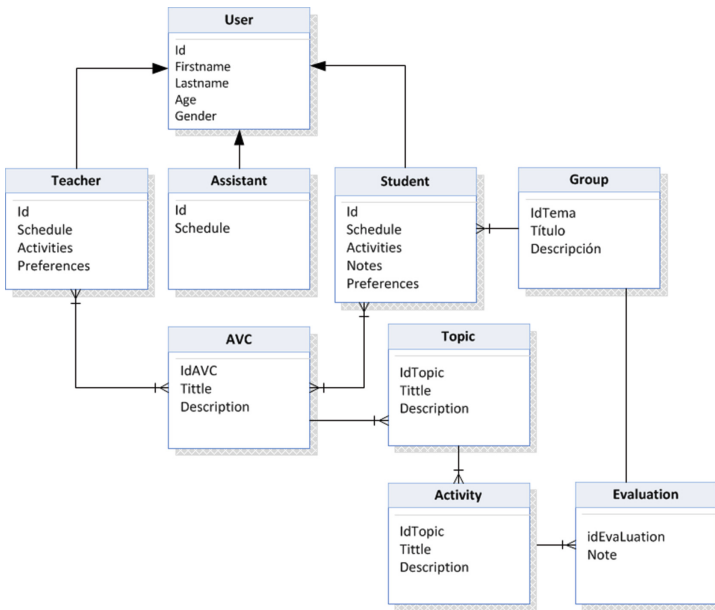 User
Id
Firstname
Lastname
Age
Gender
Teacher
Id
Schedule
Activities
Preferences
Assistant
Id
Schedule
Student
Id
Schedule
Activities
Notes
Preferences
Group
IdTema
Título
Descripción
AVC
IdAVC
Tittle
Description
Topic
IdTopic
Tittle
Description
Activity
IdTopic
Tittle
Description
Evaluation
idEvaLuation
Note